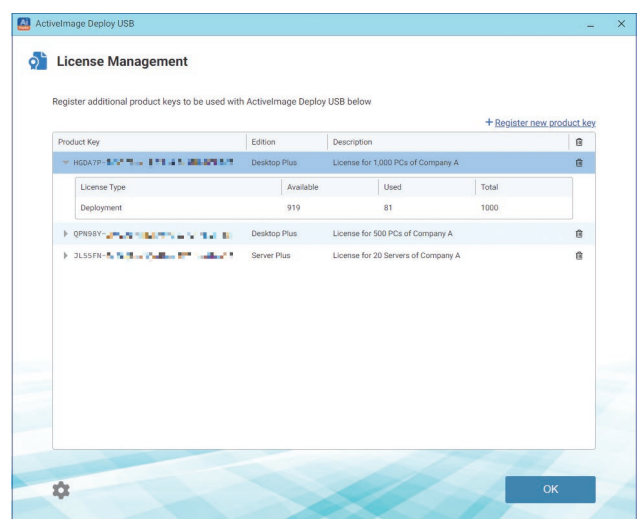 Ai
ActiveImage Deploy USB
License Management
Register additional product keys to be used with ActiveImage Deploy USB below
+ Register new product key
Product Key Edition Description
HGDA7P- Desktop Plus License for 1,000 PCs of Company A
License Type Available Used Total
Deployment 919 81 1000
QPN98Y- Desktop Plus License for 500 PCs of Company A
JLS5FN- Server Plus License for 20 Servers of Company A
OK